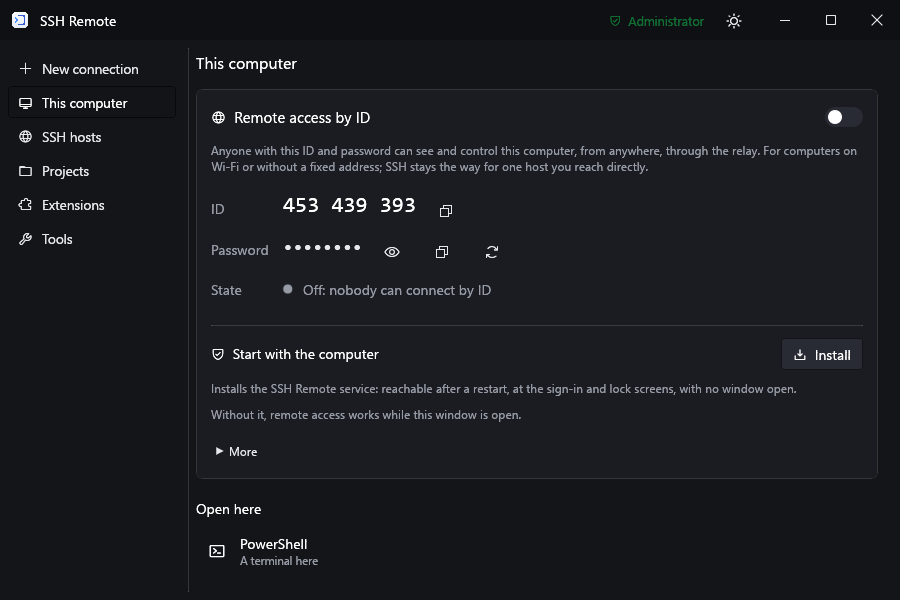 SSH Remote
Administrator
New connection
This computer
SSH hosts
Projects
Extensions
Tools
This computer
Remote access by ID
Anyone with this ID and password can see and control this computer, from anywhere, through the relay. For computers on
Wi-Fi or without a fixed address; SSH stays the way for one host you reach directly.
ID 453 439 393
Password ••••••••
State Off: nobody can connect by ID
Start with the computer
Install
Installs the SSH Remote service: reachable after a restart, at the sign-in and lock screens, with no window open.
Without it, remote access works while this window is open.
More
Open here
PowerShell
A terminal here